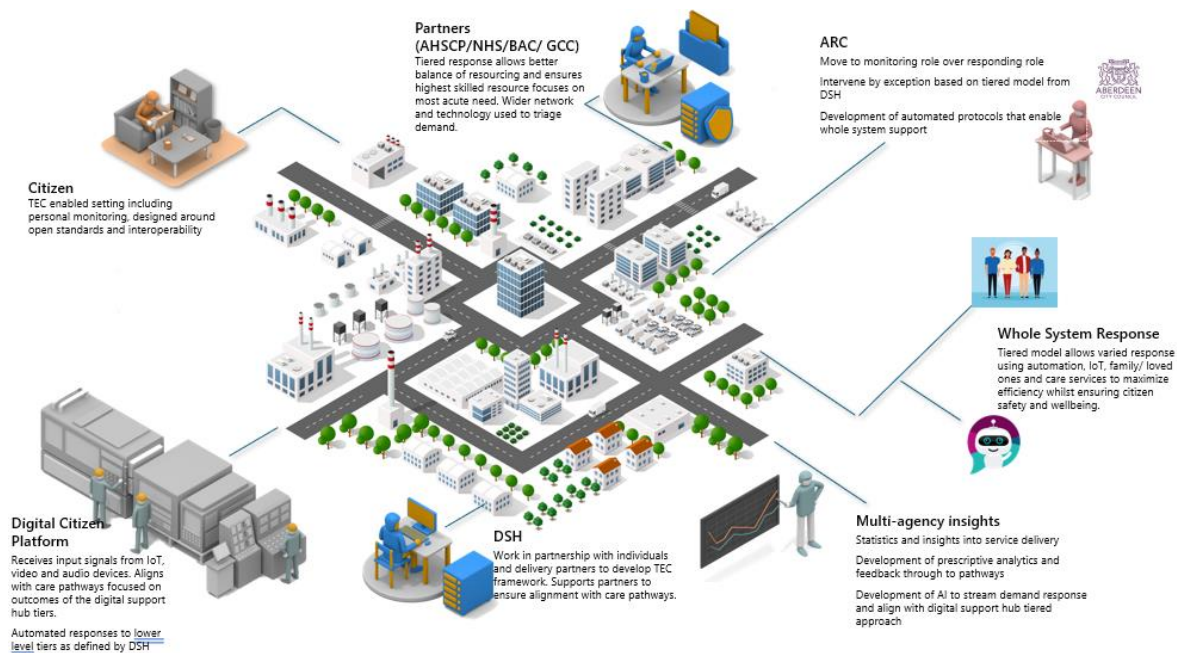 Partners
(AHSCP/NHS/BAC/ GCC)
Tiered response allows better
balance of resourcing and ensures
highest skilled resource focuses on
most acute need. Wider network
and technology used to triage
demand.
ARC
Move to monitoring role over responding role
Intervene by exception based on tiered model from
DSH
Development of automated protocols that enable
whole system support
ABERDEEN
CITY COUNCIL
Citizen
TEC enabled setting including
personal monitoring, designed around
open standards and interoperability
Whole System Response
Tiered model allows varied response
using automation, IoT, family/ loved
ones and care services to maximize
efficiency whilst ensuring citizen
safety and wellbeing.
Digital Citizen
Platform
Receives input signals from IoT,
video and audio devices. Aligns
with care pathways focused on
outcomes of the digital support
hub tiers.
Automated responses to lower
level tiers as defined by DSH
DSH
Work in partnership with individuals
and delivery partners to develop TEC
framework. Supports partners to
ensure alignment with care pathways.
Multi-agency insights
Statistics and insights into service delivery
Development of prescriptive analytics and
feedback through to pathways
Development of AI to stream demand response
and align with digital support hub tiered
approach